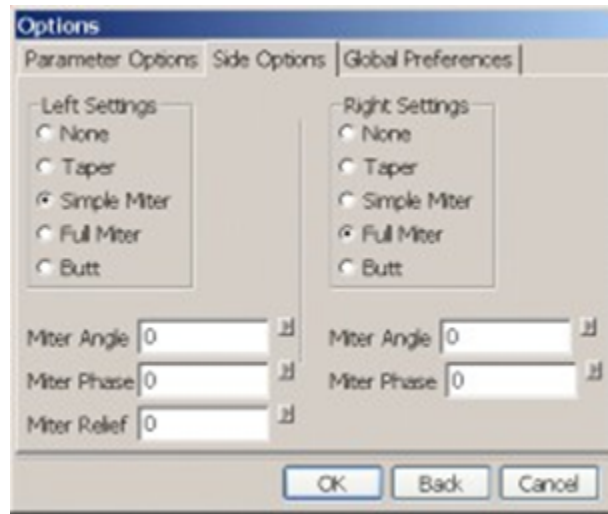 Options
Parameter Options Side Options Global Preferences
Left Settings
None
Taper
Simple Miter
Full Miter
Butt
Right Settings
None
Taper
Simple Miter
Full Miter
Butt
Miter Angle 0
Miter Phase 0
Miter Relief 0
Miter Angle 0
Miter Phase 0
OK Back Cancel